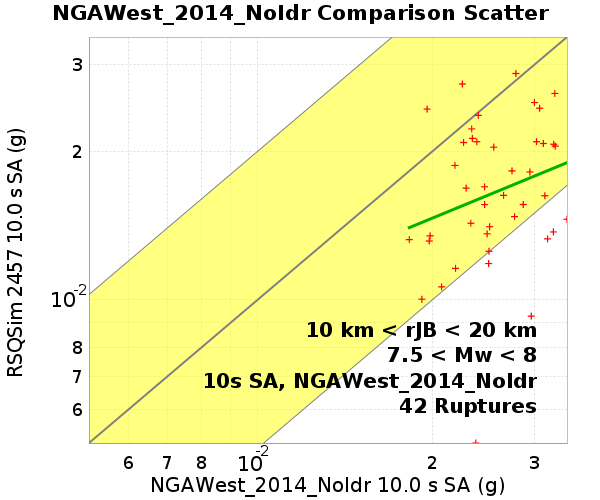 NGAWest_2014_NoIdr Comparison Scatter
RSQSim 2457 10.0 s SA (g)
3
2
10-2
8
7
6
10 km < rJB < 20 km
7.5 < Mw < 8
10s SA, NGAWest_2014_NoIdr
42 Ruptures
6 7 8 10-2 2 3
NGAWest_2014_NoIdr 10.0 s SA (g)